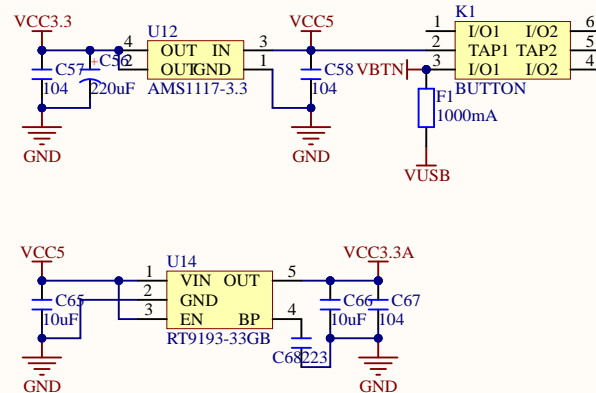 VCC3.3
U12
VCC5
K1
4 OUT IN 3
2 OUT GND 1
AMS1117-3.3
C57
104
C56
+
220uF
C58
104
1 I/O1 I/O2 6
2 TAP1 TAP2 5
3 I/O1 I/O2 4
BUTTON
VBTN
F1
1000mA
GND
GND
VUSB
VCC5
U14
VCC3.3A
1 VIN OUT 5
2 GND
3 EN BP 4
RT9193-33GB
C65
10uF
C66
10uF
C67
104
C68 223
GND
GND